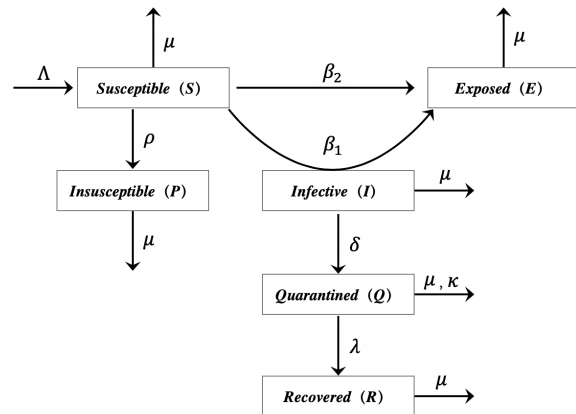 μ
μ
Λ
Susceptible (S)
β₂
Exposed (E)
ρ
β₁
Insusceptible (P)
Infective (I)
μ
μ
δ
Quarantined (Q)
μ , κ
λ
Recovered (R)
μ